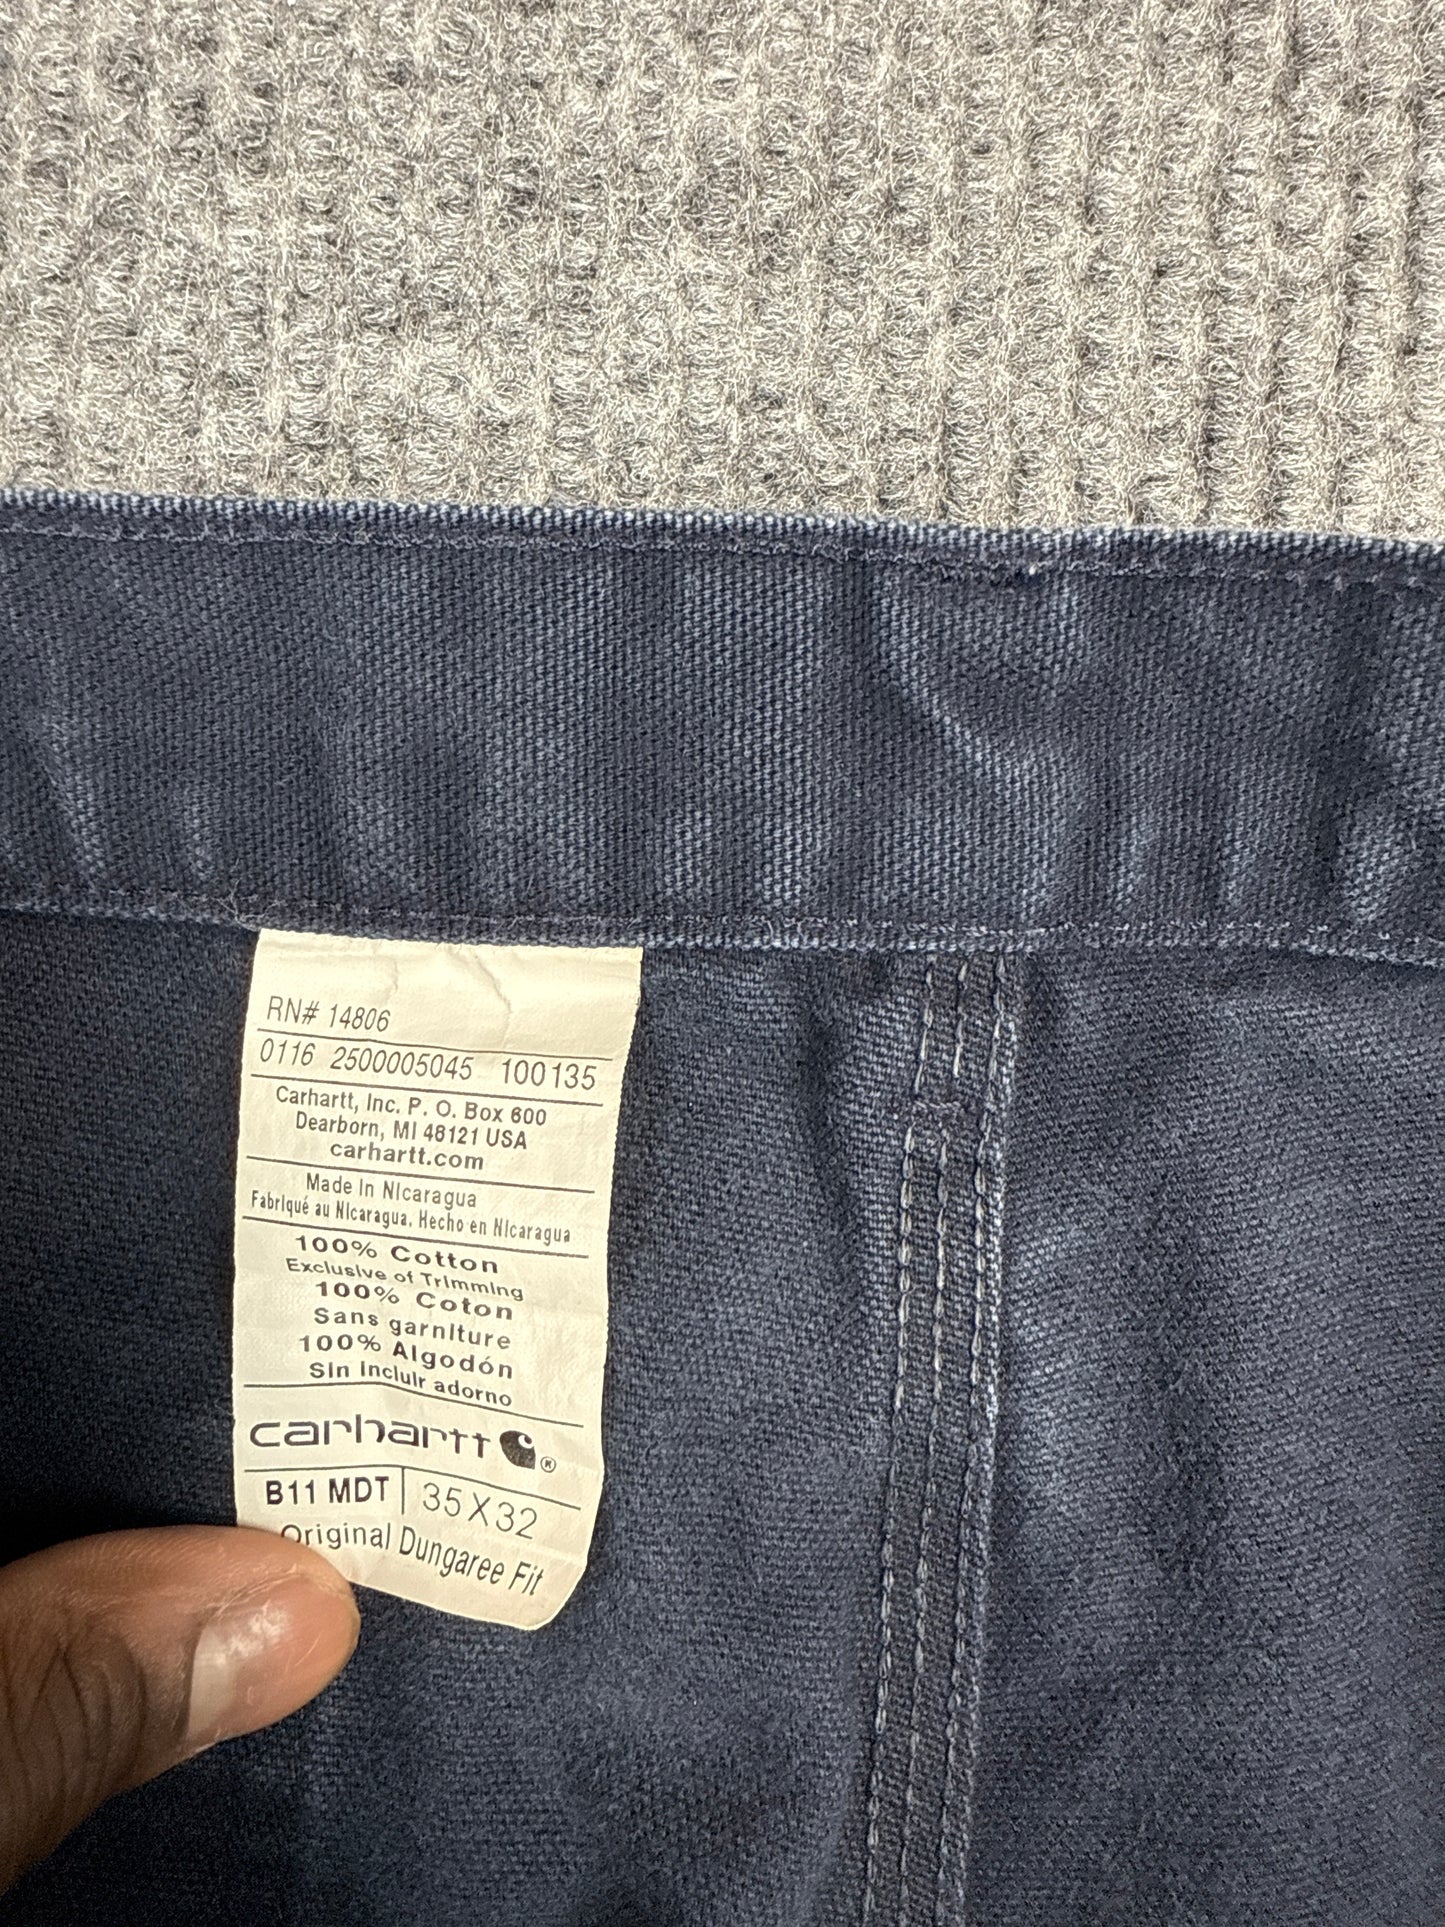 RN# 14806
0116 2500005045 100135
Carhartt, Inc. P. O. Box 600
Dearborn, MI 48121 USA
carhartt.com
Made In Nicaragua
Fabriqué au Nicaragua, Hecho en Nicaragua
100% Cotton
Exclusive of Trimming
100% Coton
Sans garniture
100% Algodón
Sin incluir adorno
carhartt ®
B11 MDT 35 X 32
Original Dungaree Fit